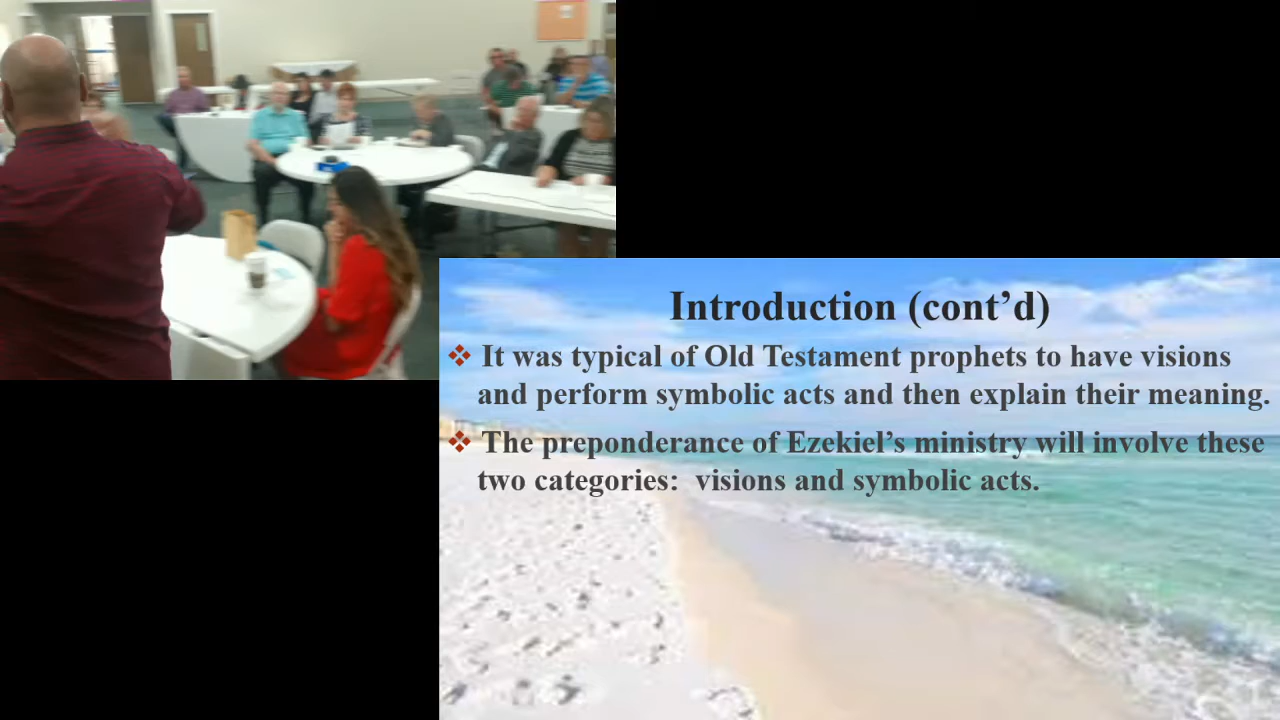 Introduction (cont’d)
❖ It was typical of Old Testament prophets to have visions
and perform symbolic acts and then explain their meaning.
❖ The preponderance of Ezekiel’s ministry will involve these
two categories:  visions and symbolic acts.